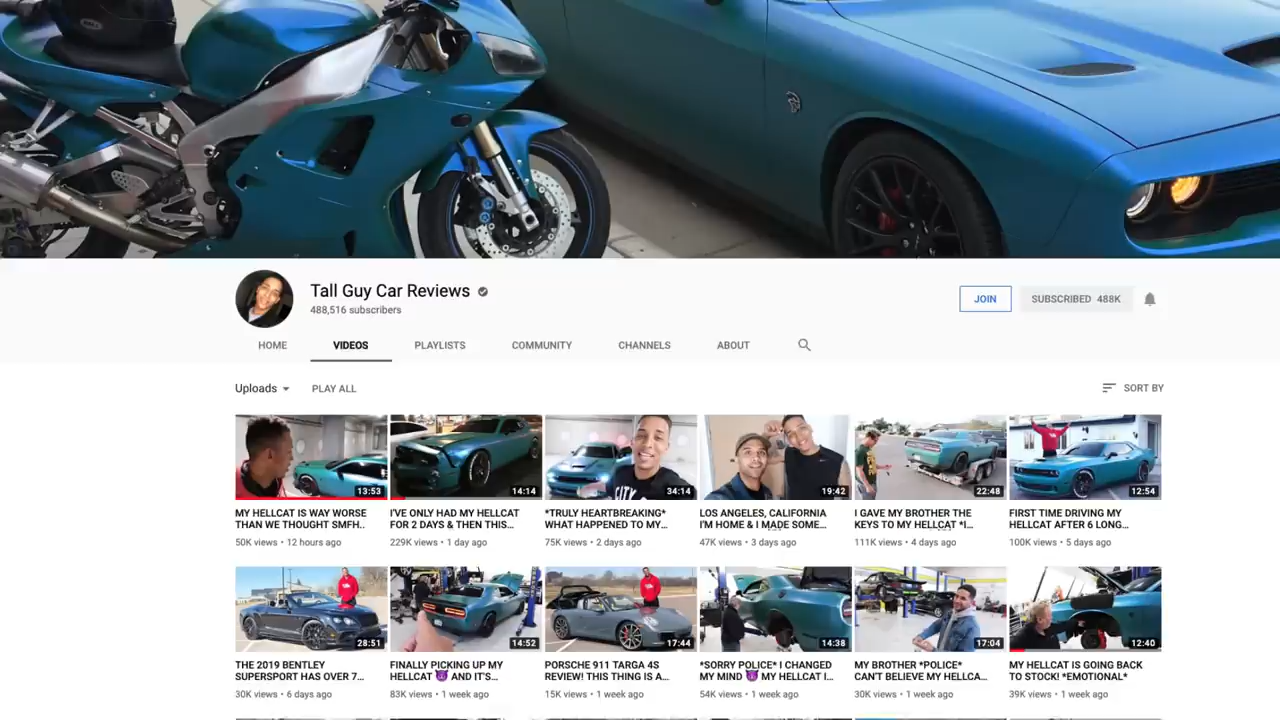 BELL
Tall Guy Car Reviews
488,516 subscribers
JOIN
SUBSCRIBED 488K
HOME
VIDEOS
PLAYLISTS
COMMUNITY
CHANNELS
ABOUT
Uploads
PLAY ALL
SORT BY
13:53
14:14
CITY
34:14
19:42
22:48
12:54
MY HELLCAT IS WAY WORSE
THAN WE THOUGHT SMFH..
50K views • 12 hours ago
I'VE ONLY HAD MY HELLCAT
FOR 2 DAYS & THEN THIS...
229K views • 1 day ago
*TRULY HEARTBREAKING*
WHAT HAPPENED TO MY...
75K views • 2 days ago
LOS ANGELES, CALIFORNIA
I'M HOME & I MADE SOME...
47K views • 3 days ago
I GAVE MY BROTHER THE
KEYS TO MY HELLCAT *I...
111K views • 4 days ago
FIRST TIME DRIVING MY
HELLCAT AFTER 6 LONG...
100K views • 5 days ago
28:51
14:52
17:44
14:38
17:04
12:40
THE 2019 BENTLEY
SUPERSPORT HAS OVER 7...
30K views • 6 days ago
FINALLY PICKING UP MY
HELLCAT 😈 AND IT'S...
83K views • 1 week ago
PORSCHE 911 TARGA 4S
REVIEW! THIS THING IS A...
15K views • 1 week ago
*SORRY POLICE* I CHANGED
MY MIND 😈 MY HELLCAT I...
54K views • 1 week ago
MY BROTHER *POLICE*
CAN'T BELIEVE MY HELLCA...
30K views • 1 week ago
MY HELLCAT IS GOING BACK
TO STOCK! *EMOTIONAL*
39K views • 1 week ago